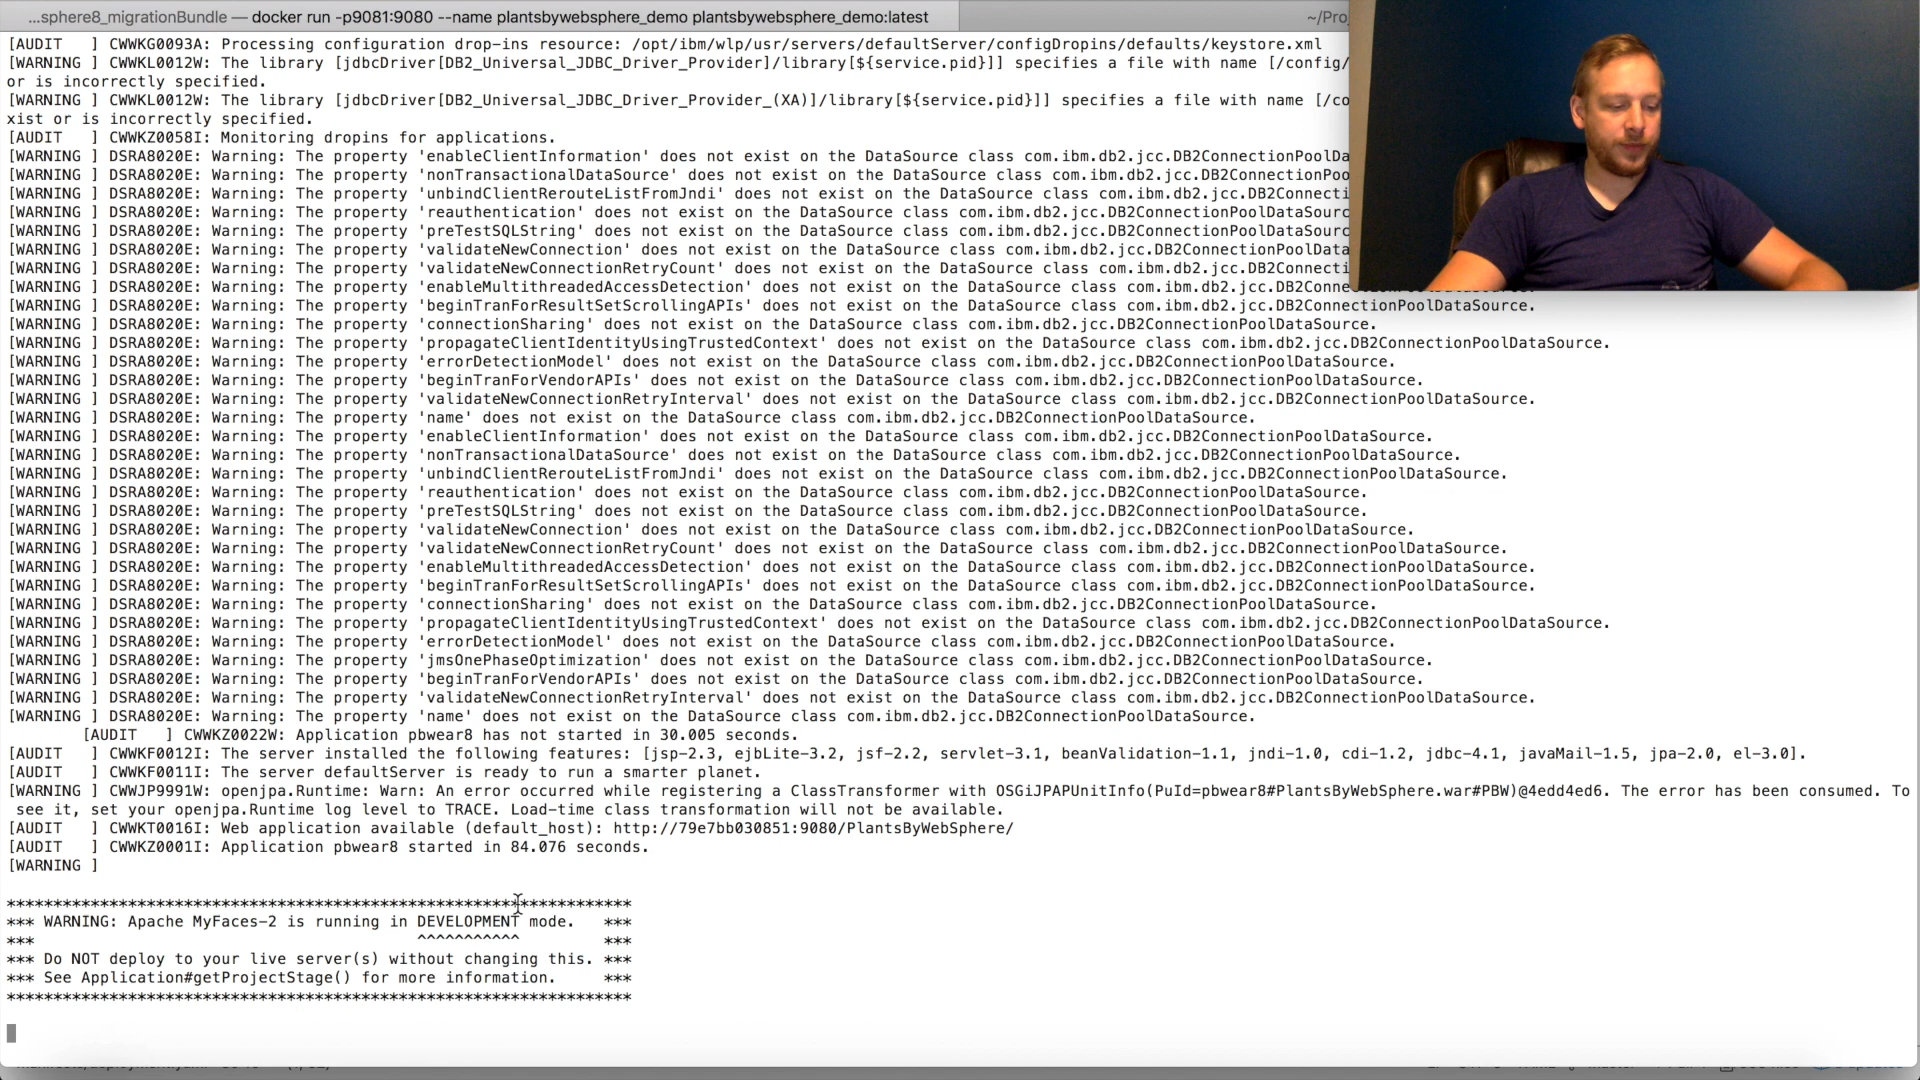 ...sphere8_migrationBundle — docker run -p9081:9080 --name plantsbywebsphere_demo plantsbywebsphere_demo:latest
~/Proj
[AUDIT   ] CWWKG0093A: Processing configuration drop-ins resource: /opt/ibm/wlp/usr/servers/defaultServer/configDropins/defaults/keystore.xml
[WARNING ] CWWKL0012W: The library [jdbcDriver[DB2_Universal_JDBC_Driver_Provider]/library[${service.pid}]] specifies a file with name [/config/
or is incorrectly specified.
[WARNING ] CWWKL0012W: The library [jdbcDriver[DB2_Universal_JDBC_Driver_Provider_(XA)]/library[${service.pid}]] specifies a file with name [/co
xist or is incorrectly specified.
[AUDIT   ] CWWKZ0058I: Monitoring dropins for applications.
[WARNING ] DSRA8020E: Warning: The property 'enableClientInformation' does not exist on the DataSource class com.ibm.db2.jcc.DB2ConnectionPoolDa
[WARNING ] DSRA8020E: Warning: The property 'nonTransactionalDataSource' does not exist on the DataSource class com.ibm.db2.jcc.DB2ConnectionPoo
[WARNING ] DSRA8020E: Warning: The property 'unbindClientRerouteListFromJndi' does not exist on the DataSource class com.ibm.db2.jcc.DB2Connecti
[WARNING ] DSRA8020E: Warning: The property 'reauthentication' does not exist on the DataSource class com.ibm.db2.jcc.DB2ConnectionPoolDataSourc
[WARNING ] DSRA8020E: Warning: The property 'preTestSQLString' does not exist on the DataSource class com.ibm.db2.jcc.DB2ConnectionPoolDataSourc
[WARNING ] DSRA8020E: Warning: The property 'validateNewConnection' does not exist on the DataSource class com.ibm.db2.jcc.DB2ConnectionPoolData
[WARNING ] DSRA8020E: Warning: The property 'validateNewConnectionRetryCount' does not exist on the DataSource class com.ibm.db2.jcc.DB2Connecti
[WARNING ] DSRA8020E: Warning: The property 'enableMultithreadedAccessDetection' does not exist on the DataSource class com.ibm.db2.jcc.DB2Conne
[WARNING ] DSRA8020E: Warning: The property 'beginTranForResultSetScrollingAPIs' does not exist on the DataSource class com.ibm.db2.jcc.DB2ConnectionPoolDataSource.
[WARNING ] DSRA8020E: Warning: The property 'connectionSharing' does not exist on the DataSource class com.ibm.db2.jcc.DB2ConnectionPoolDataSource.
[WARNING ] DSRA8020E: Warning: The property 'propagateClientIdentityUsingTrustedContext' does not exist on the DataSource class com.ibm.db2.jcc.DB2ConnectionPoolDataSource.
[WARNING ] DSRA8020E: Warning: The property 'errorDetectionModel' does not exist on the DataSource class com.ibm.db2.jcc.DB2ConnectionPoolDataSource.
[WARNING ] DSRA8020E: Warning: The property 'beginTranForVendorAPIs' does not exist on the DataSource class com.ibm.db2.jcc.DB2ConnectionPoolDataSource.
[WARNING ] DSRA8020E: Warning: The property 'validateNewConnectionRetryInterval' does not exist on the DataSource class com.ibm.db2.jcc.DB2ConnectionPoolDataSource.
[WARNING ] DSRA8020E: Warning: The property 'name' does not exist on the DataSource class com.ibm.db2.jcc.DB2ConnectionPoolDataSource.
[WARNING ] DSRA8020E: Warning: The property 'enableClientInformation' does not exist on the DataSource class com.ibm.db2.jcc.DB2ConnectionPoolDataSource.
[WARNING ] DSRA8020E: Warning: The property 'nonTransactionalDataSource' does not exist on the DataSource class com.ibm.db2.jcc.DB2ConnectionPoolDataSource.
[WARNING ] DSRA8020E: Warning: The property 'unbindClientRerouteListFromJndi' does not exist on the DataSource class com.ibm.db2.jcc.DB2ConnectionPoolDataSource.
[WARNING ] DSRA8020E: Warning: The property 'reauthentication' does not exist on the DataSource class com.ibm.db2.jcc.DB2ConnectionPoolDataSource.
[WARNING ] DSRA8020E: Warning: The property 'preTestSQLString' does not exist on the DataSource class com.ibm.db2.jcc.DB2ConnectionPoolDataSource.
[WARNING ] DSRA8020E: Warning: The property 'validateNewConnection' does not exist on the DataSource class com.ibm.db2.jcc.DB2ConnectionPoolDataSource.
[WARNING ] DSRA8020E: Warning: The property 'validateNewConnectionRetryCount' does not exist on the DataSource class com.ibm.db2.jcc.DB2ConnectionPoolDataSource.
[WARNING ] DSRA8020E: Warning: The property 'enableMultithreadedAccessDetection' does not exist on the DataSource class com.ibm.db2.jcc.DB2ConnectionPoolDataSource.
[WARNING ] DSRA8020E: Warning: The property 'beginTranForResultSetScrollingAPIs' does not exist on the DataSource class com.ibm.db2.jcc.DB2ConnectionPoolDataSource.
[WARNING ] DSRA8020E: Warning: The property 'connectionSharing' does not exist on the DataSource class com.ibm.db2.jcc.DB2ConnectionPoolDataSource.
[WARNING ] DSRA8020E: Warning: The property 'propagateClientIdentityUsingTrustedContext' does not exist on the DataSource class com.ibm.db2.jcc.DB2ConnectionPoolDataSource.
[WARNING ] DSRA8020E: Warning: The property 'errorDetectionModel' does not exist on the DataSource class com.ibm.db2.jcc.DB2ConnectionPoolDataSource.
[WARNING ] DSRA8020E: Warning: The property 'jmsOnePhaseOptimization' does not exist on the DataSource class com.ibm.db2.jcc.DB2ConnectionPoolDataSource.
[WARNING ] DSRA8020E: Warning: The property 'beginTranForVendorAPIs' does not exist on the DataSource class com.ibm.db2.jcc.DB2ConnectionPoolDataSource.
[WARNING ] DSRA8020E: Warning: The property 'validateNewConnectionRetryInterval' does not exist on the DataSource class com.ibm.db2.jcc.DB2ConnectionPoolDataSource.
[WARNING ] DSRA8020E: Warning: The property 'name' does not exist on the DataSource class com.ibm.db2.jcc.DB2ConnectionPoolDataSource.
[AUDIT   ] CWWKZ0022W: Application pbwear8 has not started in 30.005 seconds.
[AUDIT   ] CWWKF0012I: The server installed the following features: [jsp-2.3, ejbLite-3.2, jsf-2.2, servlet-3.1, beanValidation-1.1, jndi-1.0, cdi-1.2, jdbc-4.1, javaMail-1.5, jpa-2.0, el-3.0].
[AUDIT   ] CWWKF0011I: The server defaultServer is ready to run a smarter planet.
[WARNING ] CWWJP9991W: openjpa.Runtime: Warn: An error occurred while registering a ClassTransformer with OSGiJPAPUnitInfo(PuId=pbwear8#PlantsByWebSphere.war#PBW)@4edd4ed6. The error has been consumed. To
see it, set your openjpa.Runtime log level to TRACE. Load-time class transformation will not be available.
[AUDIT   ] CWWKT0016I: Web application available (default_host): http://79e7bb030851:9080/PlantsByWebSphere/
[AUDIT   ] CWWKZ0001I: Application pbwear8 started in 84.076 seconds.
[WARNING ]
*******************************************************************
*** WARNING: Apache MyFaces-2 is running in DEVELOPMENT mode.   ***
***                                         ^^^^^^^^^^^         ***
*** Do NOT deploy to your live server(s) without changing this. ***
*** See Application#getProjectStage() for more information.     ***
*******************************************************************